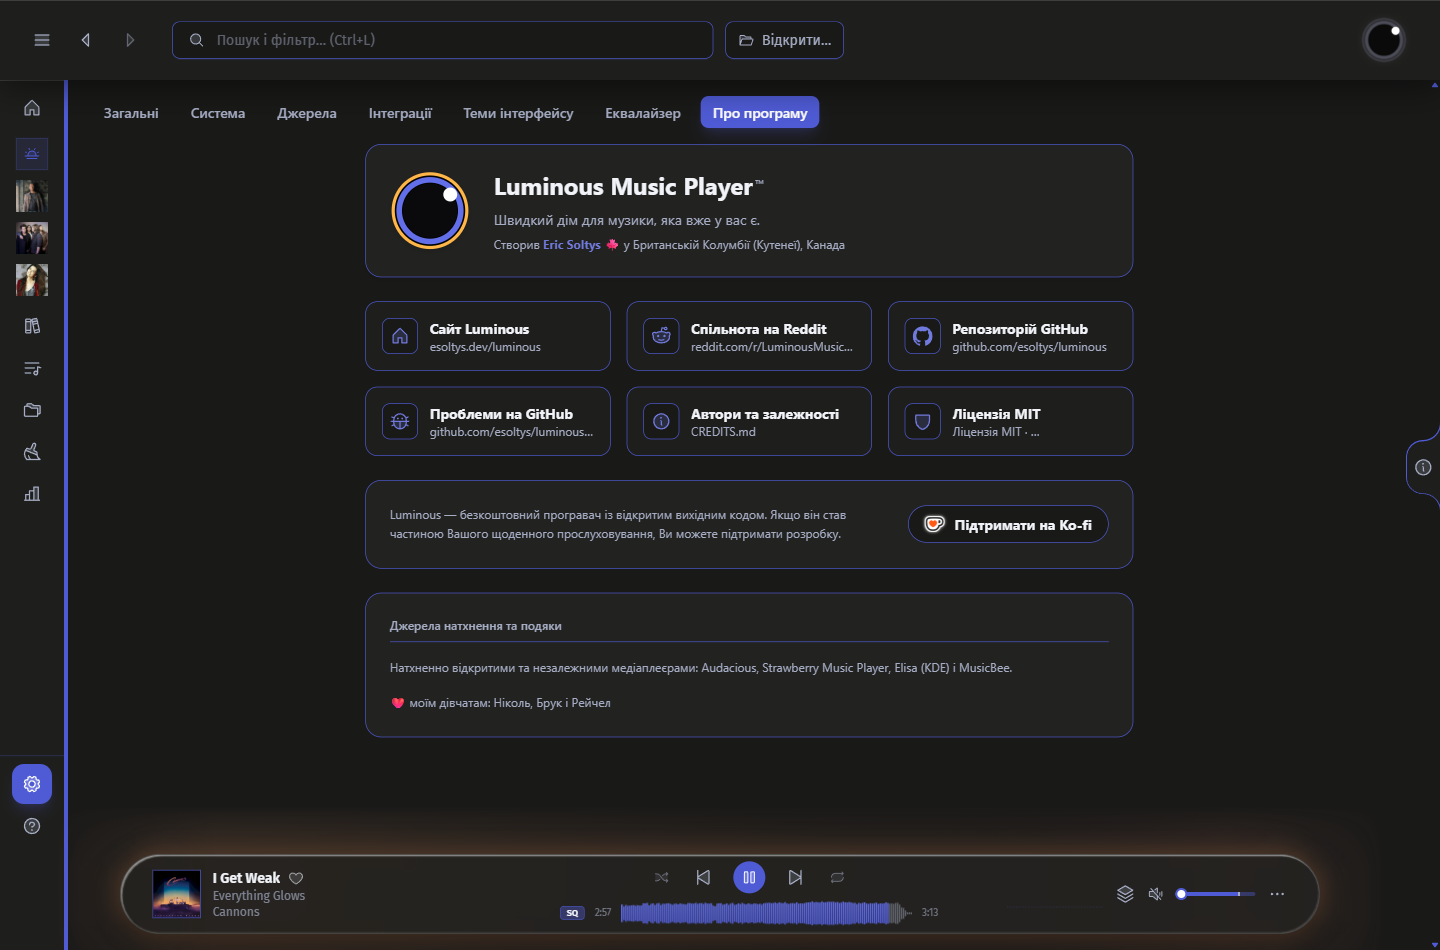 Пошук і фільтр... (Ctrl+L)
Відкрити...
Загальні
Система
Джерела
Інтеграції
Теми інтерфейсу
Еквалайзер
Про програму
Luminous Music Player™
Швидкий дім для музики, яка вже у вас є.
Створив Eric Soltys у Британській Колумбії (Кутенеї), Канада
Сайт Luminous
esoltys.dev/luminous
Спільнота на Reddit
reddit.com/r/LuminousMusic...
Репозиторій GitHub
github.com/esoltys/luminous
Проблеми на GitHub
github.com/esoltys/luminous...
Автори та залежності
CREDITS.md
Ліцензія MIT
Ліцензія MIT · ...
Luminous — безкоштовний програвач із відкритим вихідним кодом. Якщо він став
частиною Вашого щоденного прослуховування, Ви можете підтримати розробку.
Підтримати на Ko-fi
Джерела натхнення та подяки
Натхненно відкритими та незалежними медіаплеєрами: Audacious, Strawberry Music Player, Elisa (KDE) і MusicBee.
моїм дівчатам: Ніколь, Брук і Рейчел
I Get Weak
Everything Glows
Cannons
SQ
2:57
3:13